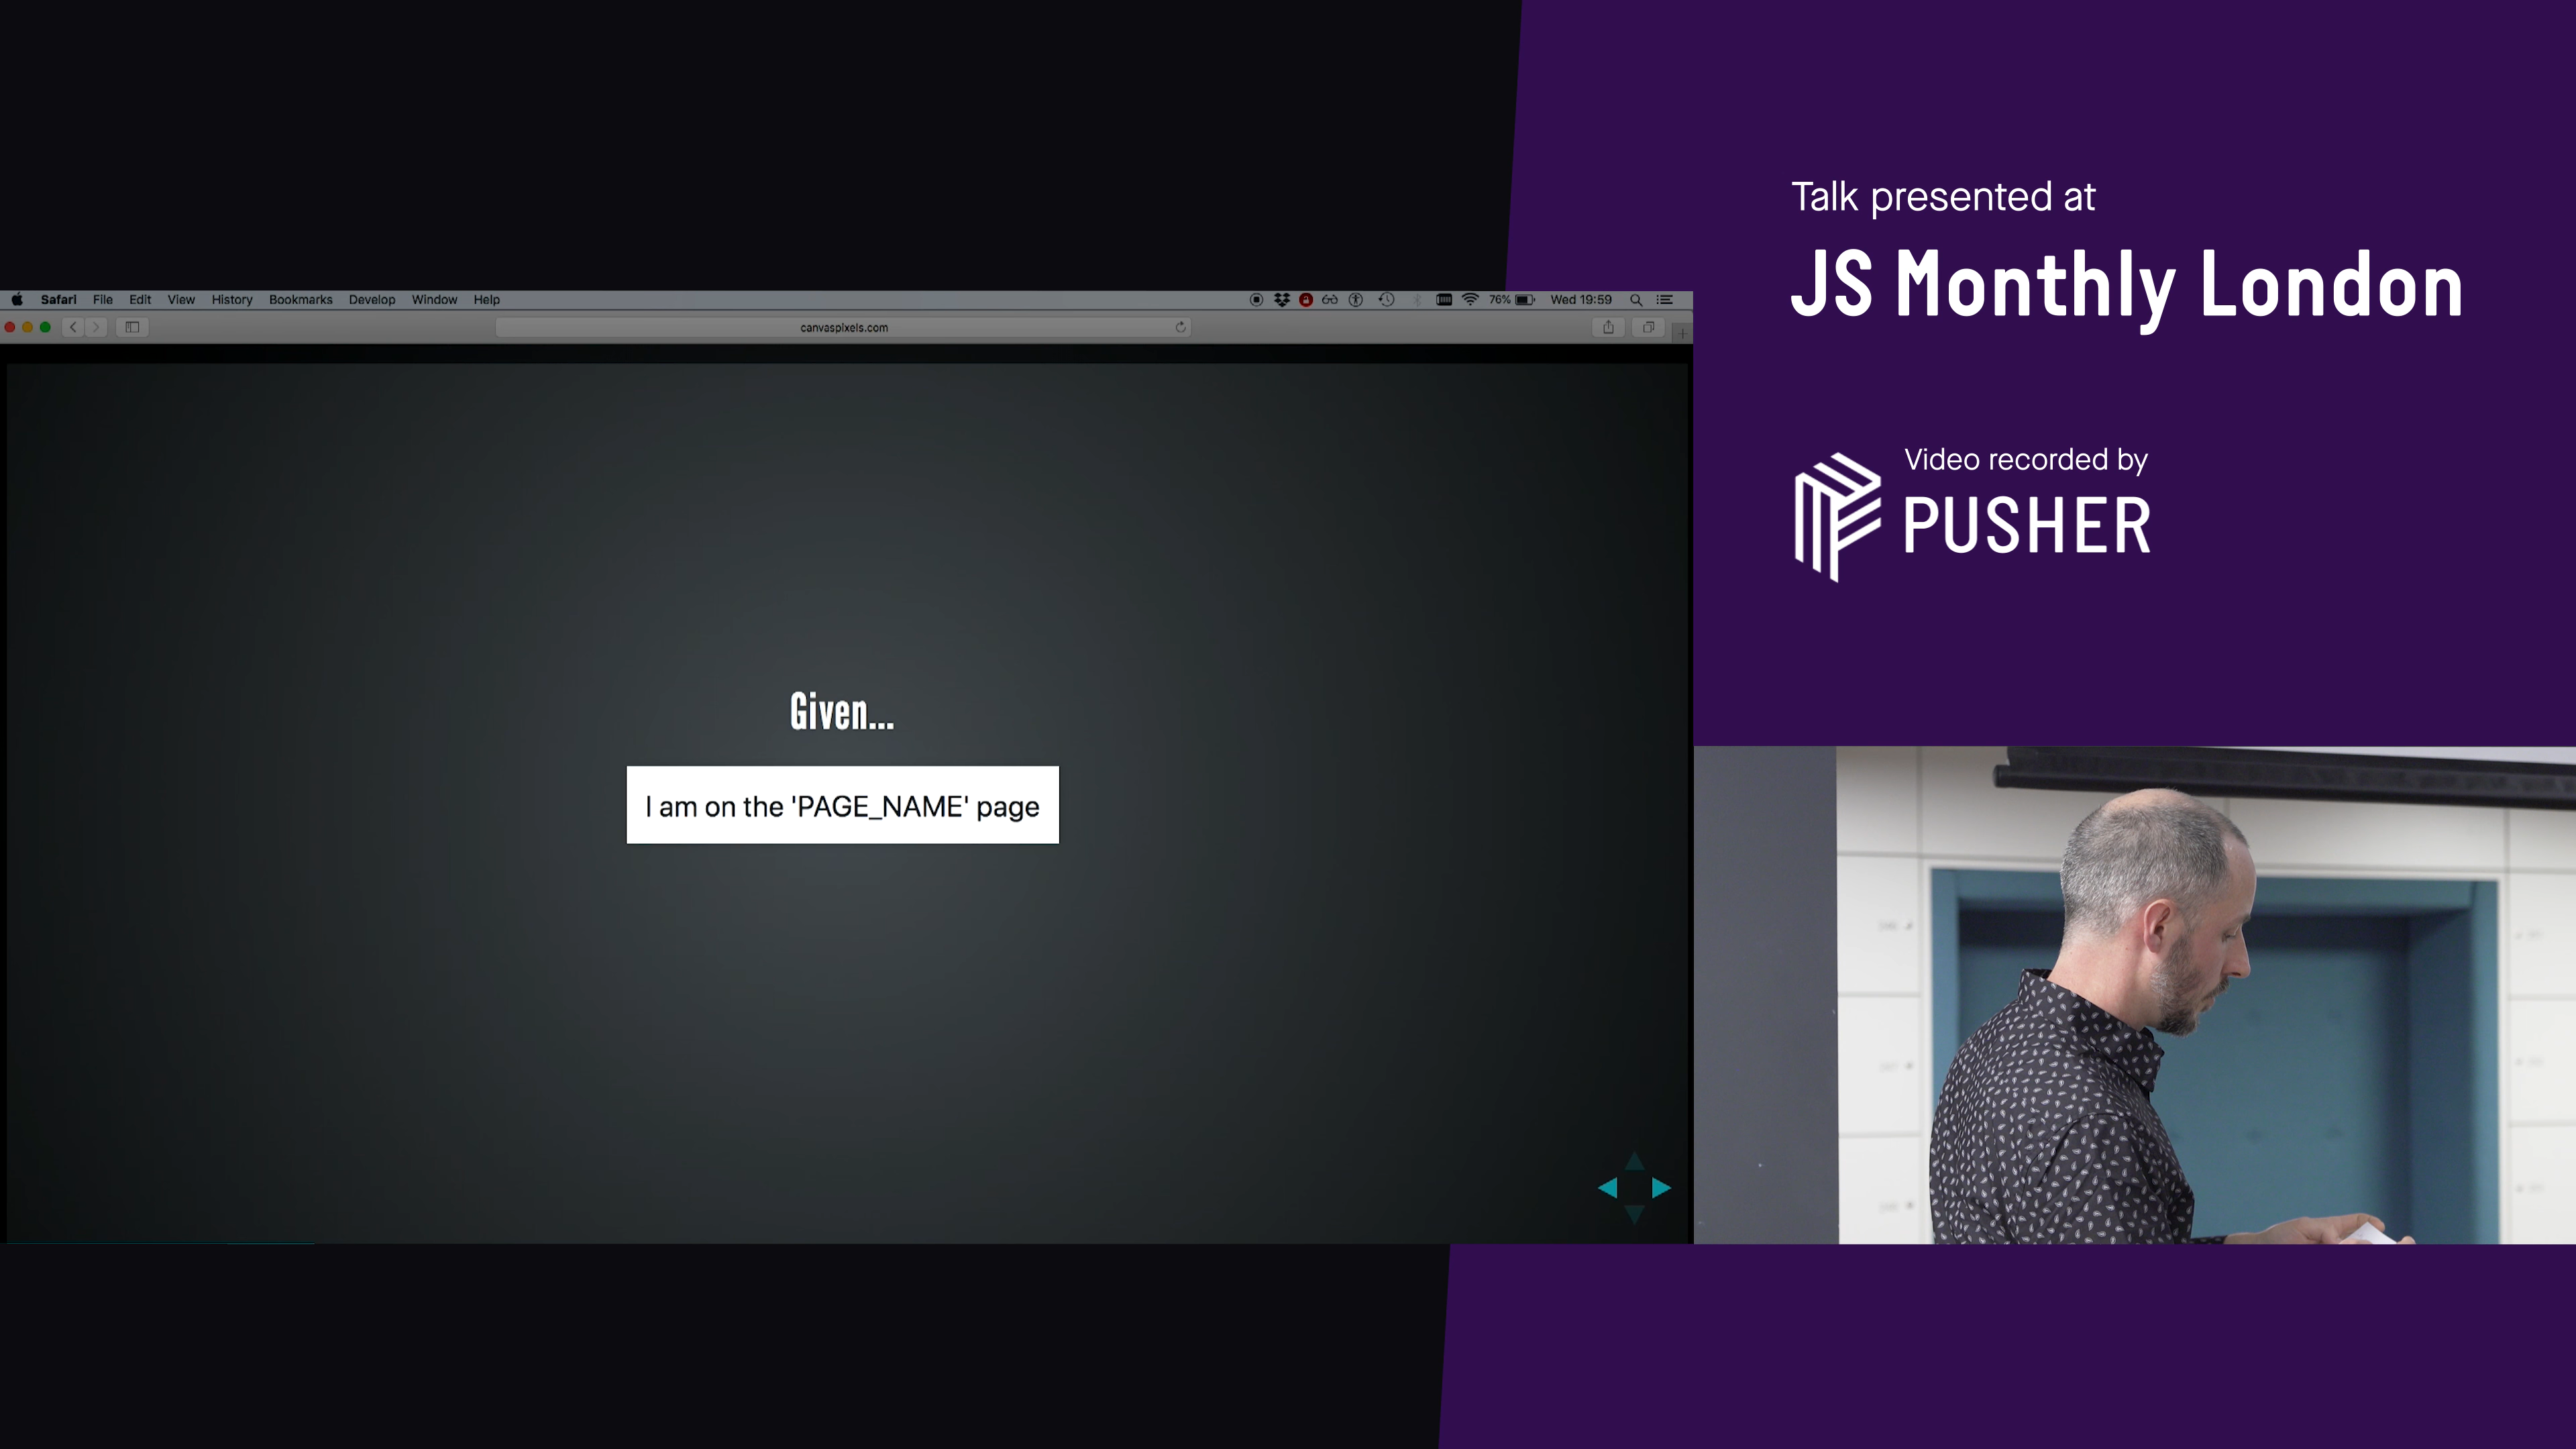 Safari File Edit View History Bookmarks Develop Window Help 76% Wed 19:59
canvaspixels.com
Given...
I am on the 'PAGE_NAME' page
Talk presented at
JS Monthly London
Video recorded by
PUSHER